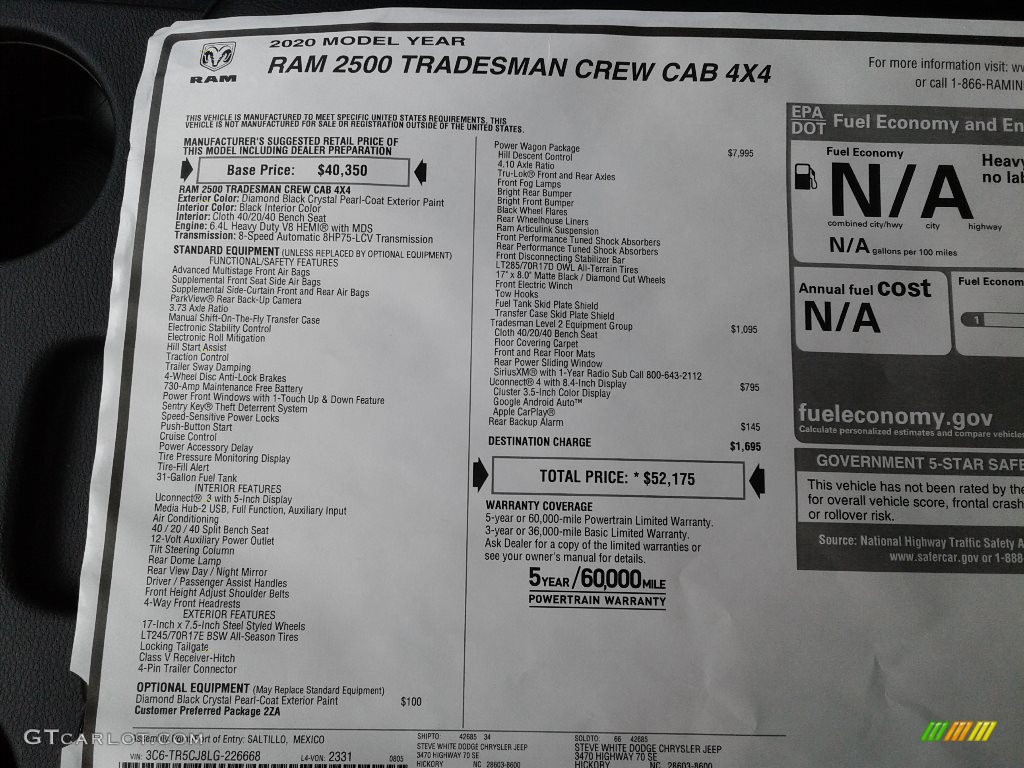 RAM
2020 MODEL YEAR
RAM 2500 TRADESMAN CREW CAB 4X4
For more information visit:
or call 1-866-RAMIN
THIS VEHICLE IS MANUFACTURED TO MEET SPECIFIC UNITED STATES REQUIREMENTS. THIS
VEHICLE IS NOT MANUFACTURED FOR SALE OR REGISTRATION OUTSIDE OF THE UNITED STATES.
MANUFACTURER'S SUGGESTED RETAIL PRICE OF
THIS MODEL INCLUDING DEALER PREPARATION
Base Price: $40,350
RAM 2500 TRADESMAN CREW CAB 4X4
Exterior Color: Diamond Black Crystal Pearl-Coat Exterior Paint
Interior Color: Black Interior Color
Interior: Cloth 40/20/40 Bench Seat
Engine: 6.4L Heavy Duty V8 HEMI® with MDS
Transmission: 8-Speed Automatic 8HP75-LCV Transmission
STANDARD EQUIPMENT (UNLESS REPLACED BY OPTIONAL EQUIPMENT)
FUNCTIONAL/SAFETY FEATURES
Advanced Multistage Front Air Bags
Supplemental Front Seat Side Air Bags
Supplemental Side-Curtain Front and Rear Air Bags
ParkView® Rear Back-Up Camera
3.73 Axle Ratio
Manual Shift-On-The-Fly Transfer Case
Electronic Stability Control
Electronic Roll Mitigation
Hill Start Assist
Traction Control
Trailer Sway Damping
4-Wheel Disc Anti-Lock Brakes
730-Amp Maintenance Free Battery
Power Front Windows with 1-Touch Up & Down Feature
Sentry Key® Theft Deterrent System
Speed-Sensitive Power Locks
Push-Button Start
Cruise Control
Power Accessory Delay
Tire Pressure Monitoring Display
Tire-Fill Alert
31-Gallon Fuel Tank
INTERIOR FEATURES
Uconnect® 3 with 5-Inch Display
Media Hub-2 USB, Full Function, Auxiliary Input
Air Conditioning
40 / 20 / 40 Split Bench Seat
12-Volt Auxiliary Power Outlet
Tilt Steering Column
Rear Dome Lamp
Rear View Day / Night Mirror
Driver / Passenger Assist Handles
Front Height Adjust Shoulder Belts
4-Way Front Headrests
EXTERIOR FEATURES
17-Inch x 7.5-Inch Steel Styled Wheels
LT245/70R17E BSW All-Season Tires
Locking Tailgate
Class V Receiver-Hitch
4-Pin Trailer Connector
OPTIONAL EQUIPMENT (May Replace Standard Equipment)
Diamond Black Crystal Pearl-Coat Exterior Paint $100
Customer Preferred Package 2ZA
Power Wagon Package $7,995
Hill Descent Control
4.10 Axle Ratio
Tru-Lok® Front and Rear Axles
Front Fog Lamps
Bright Rear Bumper
Bright Front Bumper
Black Wheel Flares
Rear Wheelhouse Liners
Ram Articulink Suspension
Front Performance Tuned Shock Absorbers
Rear Performance Tuned Shock Absorbers
Front Disconnecting Stabilizer Bar
LT285/70R17D OWL All-Terrain Tires
17" x 8.0" Matte Black / Diamond Cut Wheels
Front Electric Winch
Tow Hooks
Fuel Tank Skid Plate Shield
Transfer Case Skid Plate Shield
Tradesman Level 2 Equipment Group $1,095
Cloth 40/20/40 Bench Seat
Floor Covering Carpet
Front and Rear Floor Mats
Rear Power Sliding Window
SiriusXM® with 1-Year Radio Sub Call 800-643-2112
Uconnect® 4 with 8.4-Inch Display $795
Cluster 3.5-Inch Color Display
Google Android Auto™
Apple CarPlay®
Rear Backup Alarm $145
DESTINATION CHARGE $1,695
TOTAL PRICE: * $52,175
WARRANTY COVERAGE
5-year or 60,000-mile Powertrain Limited Warranty.
3-year or 36,000-mile Basic Limited Warranty.
Ask Dealer for a copy of the limited warranties or
see your owner's manual for details.
5YEAR/60,000MILE
POWERTRAIN WARRANTY
EPA
DOT
Fuel Economy and En
Fuel Economy
N/A
combined city/hwy city highway
N/A gallons per 100 miles
Heavy
no lab
Annual fuel cost
N/A
Fuel Econom
1
fueleconomy.gov
Calculate personalized estimates and compare vehicles
GOVERNMENT 5-STAR SAFE
This vehicle has not been rated by the
for overall vehicle score, frontal crash
or rollover risk.
Source: National Highway Traffic Safety A
www.safercar.gov or 1-888
Assembly Point/Port of Entry: SALTILLO, MEXICO
VIN: 3C6-TR5CJ8LG-226668 L4-VON: 2331 0805
SHIPTO: 42685 34
STEVE WHITE DODGE CHRYSLER JEEP
3470 HIGHWAY 70 SE
HICKORY NC 28603-8600
SOLDTO: 66 42685
STEVE WHITE DODGE CHRYSLER JEEP
3470 HIGHWAY 70 SE
HICKORY NC 28603-8600
GTCARLOT.COM